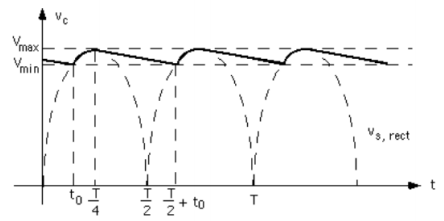 v_c
V_max
V_min
v_s, rect
t
t_0 T/4 T/2 T/2 + t_0 T